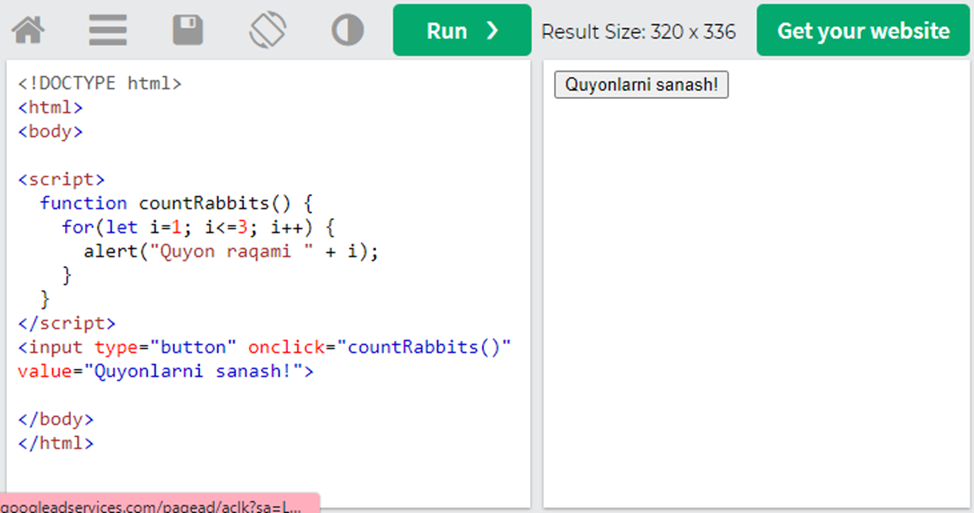 Run ❯ Result Size: 320 x 336 Get your website
<!DOCTYPE html>
<html>
<body>
<script>
function countRabbits() {
for(let i=1; i<=3; i++) {
alert("Quyon raqami " + i);
}
}
</script>
<input type="button" onclick="countRabbits()"
value="Quyonlarni sanash!">
</body>
</html>
Quyonlarni sanash!
googleadservices.com/pagead/aclk?sa=L...